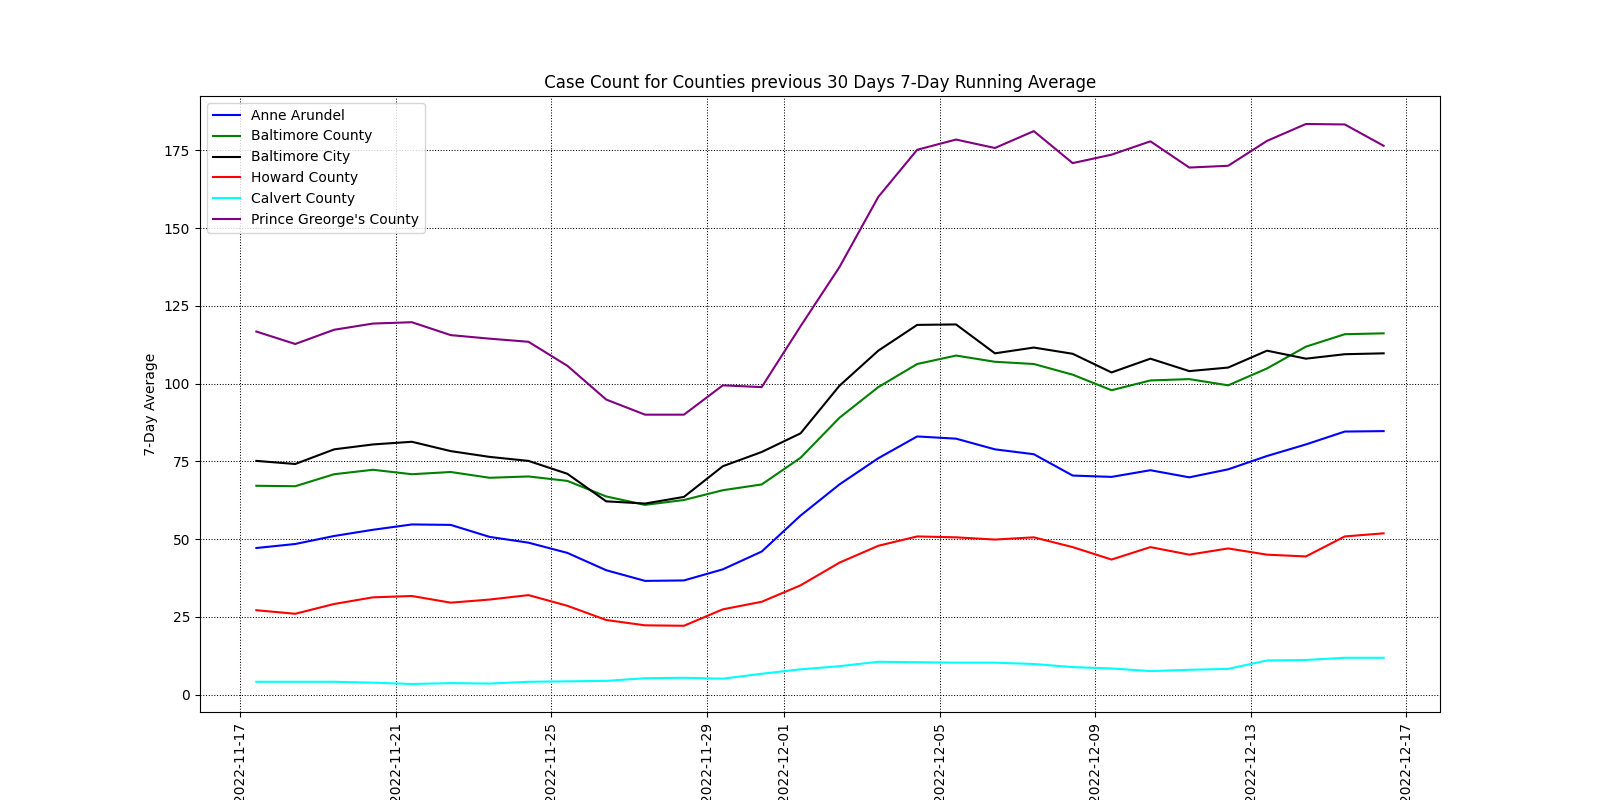 Case Count for Counties previous 30 Days 7-Day Running Average
Anne Arundel
Baltimore County
Baltimore City
Howard County
Calvert County
Prince Greorge's County
7-Day Average
175
150
125
100
75
50
25
0
2022-11-17
2022-11-21
2022-11-25
2022-11-29
2022-12-01
2022-12-05
2022-12-09
2022-12-13
2022-12-17